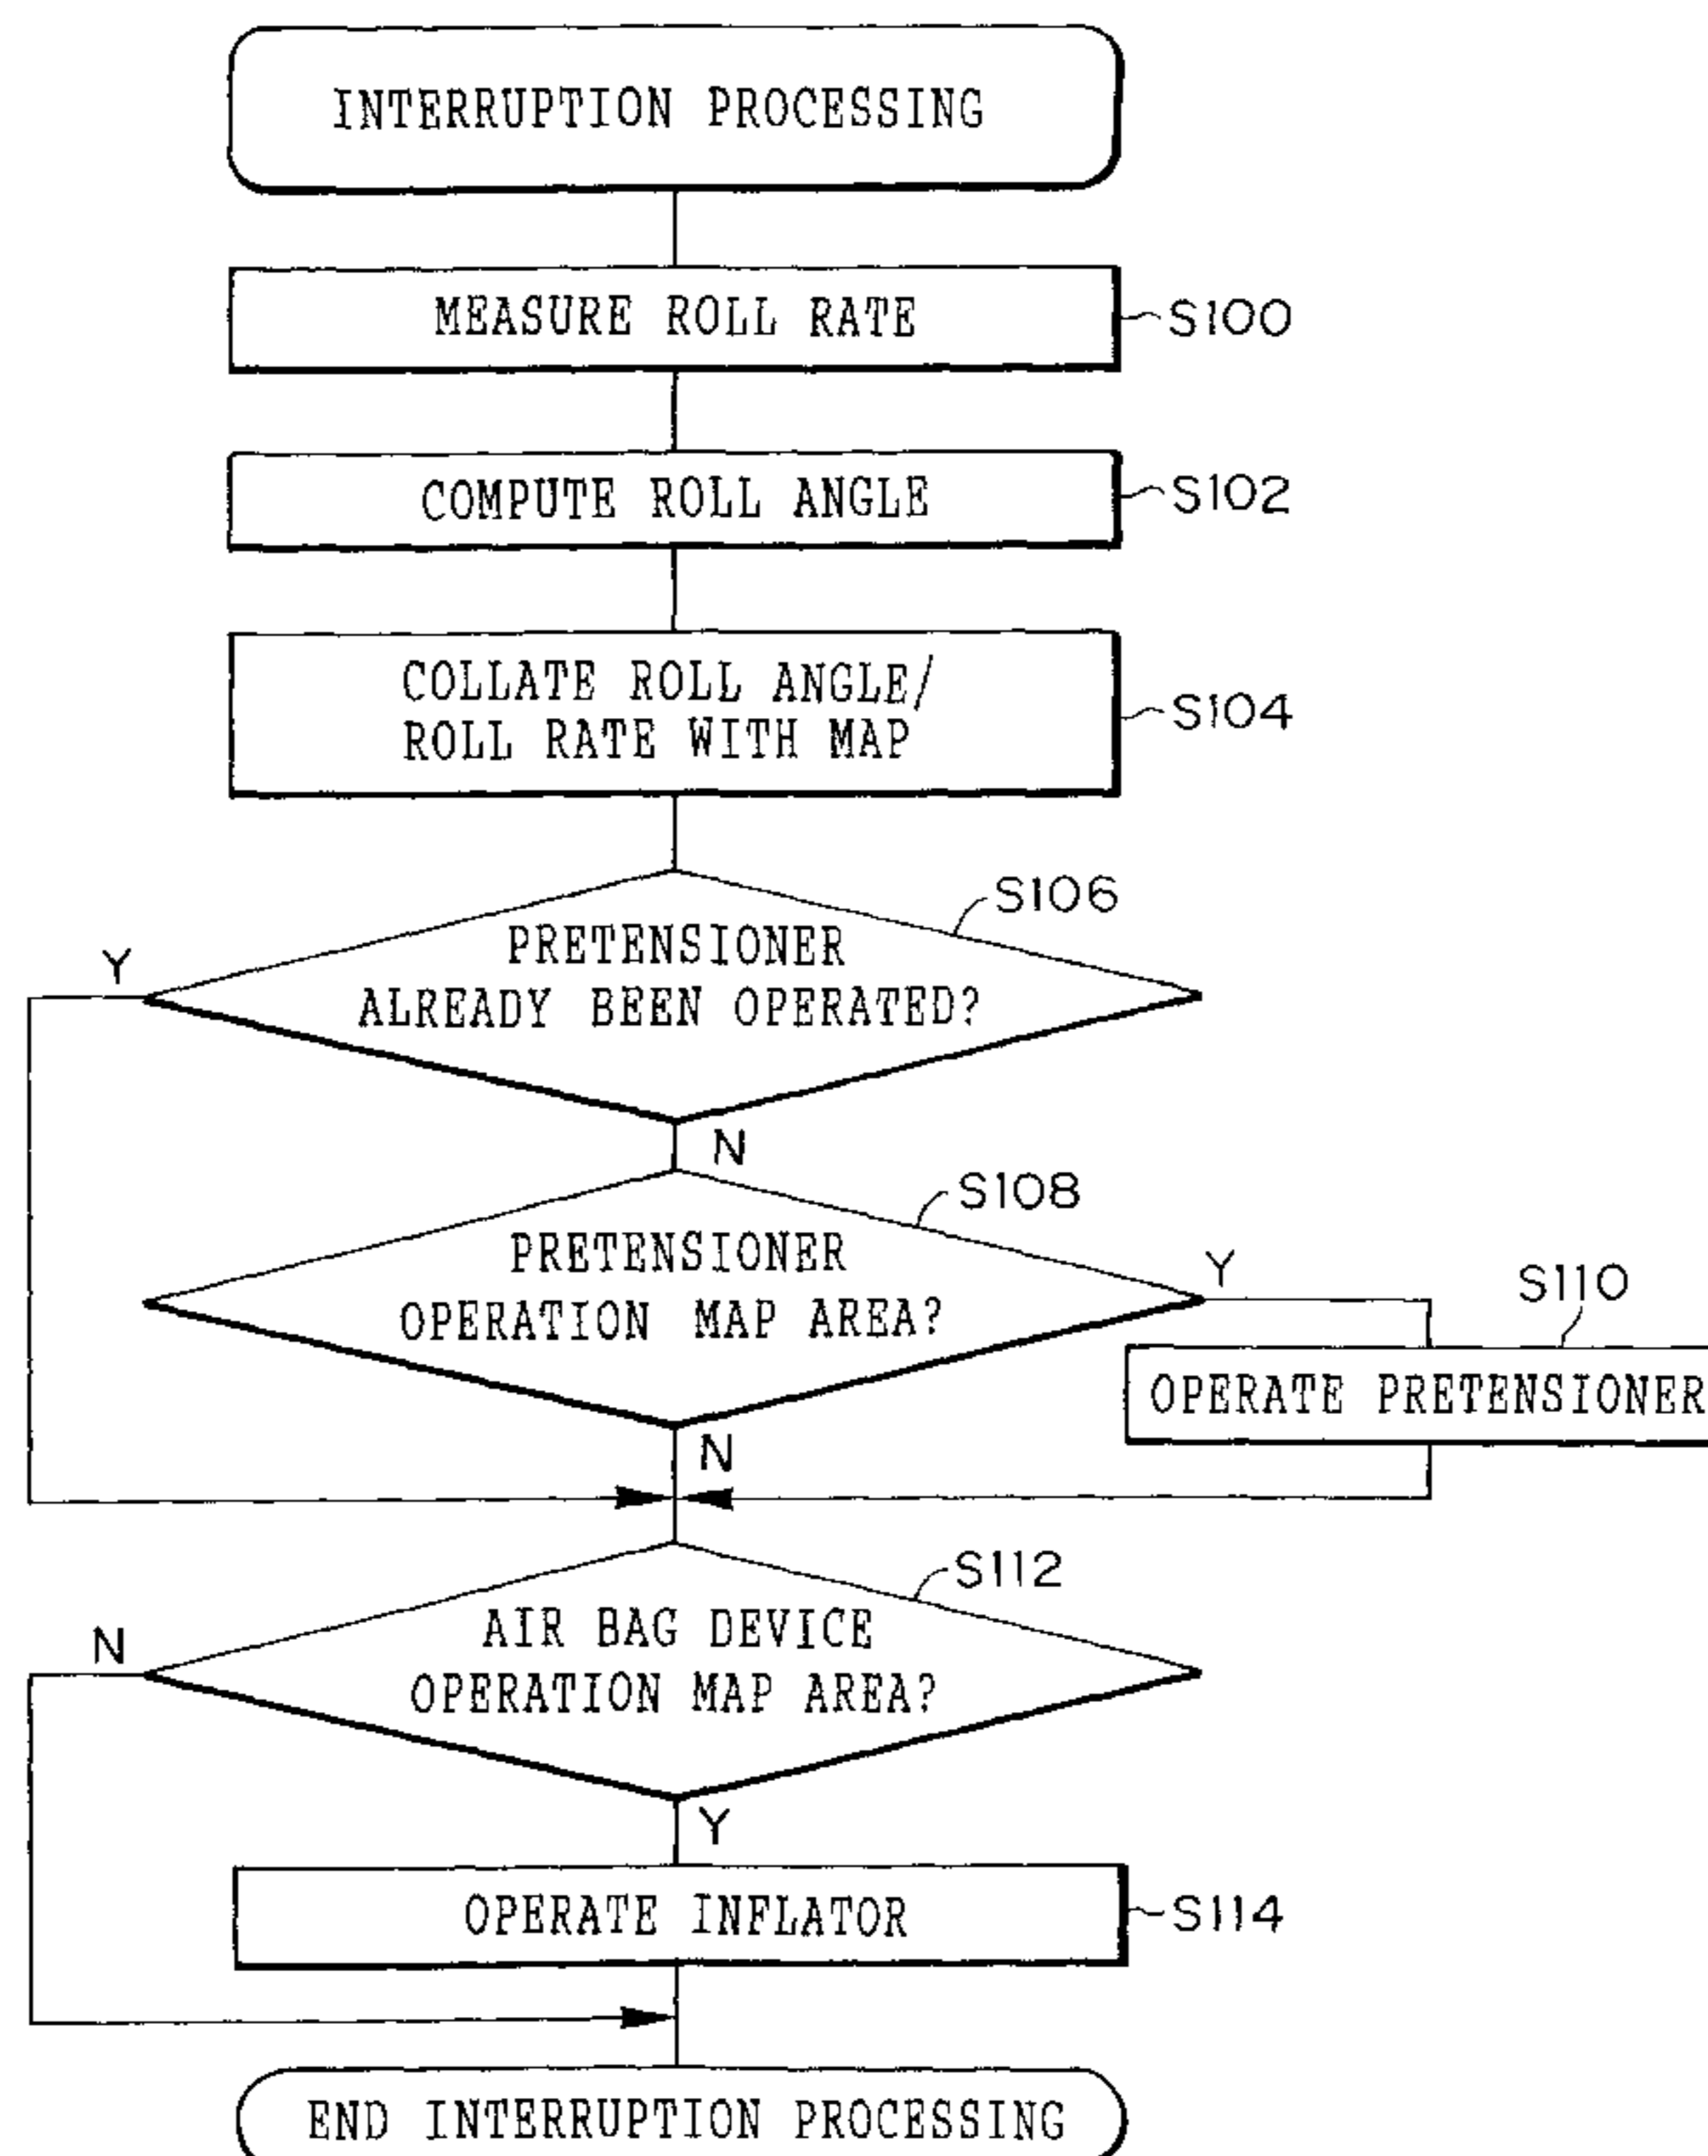 INTERRUPTION PROCESSING
MEASURE ROLL RATE
S100
COMPUTE ROLL ANGLE
S102
COLLATE ROLL ANGLE/
ROLL RATE WITH MAP
S104
S106
PRETENSIONER
ALREADY BEEN OPERATED?
Y
N
S108
PRETENSIONER
OPERATION MAP AREA?
Y
S110
OPERATE PRETENSIONER
N
S112
AIR BAG DEVICE
OPERATION MAP AREA?
N
Y
OPERATE INFLATOR
S114
END INTERRUPTION PROCESSING